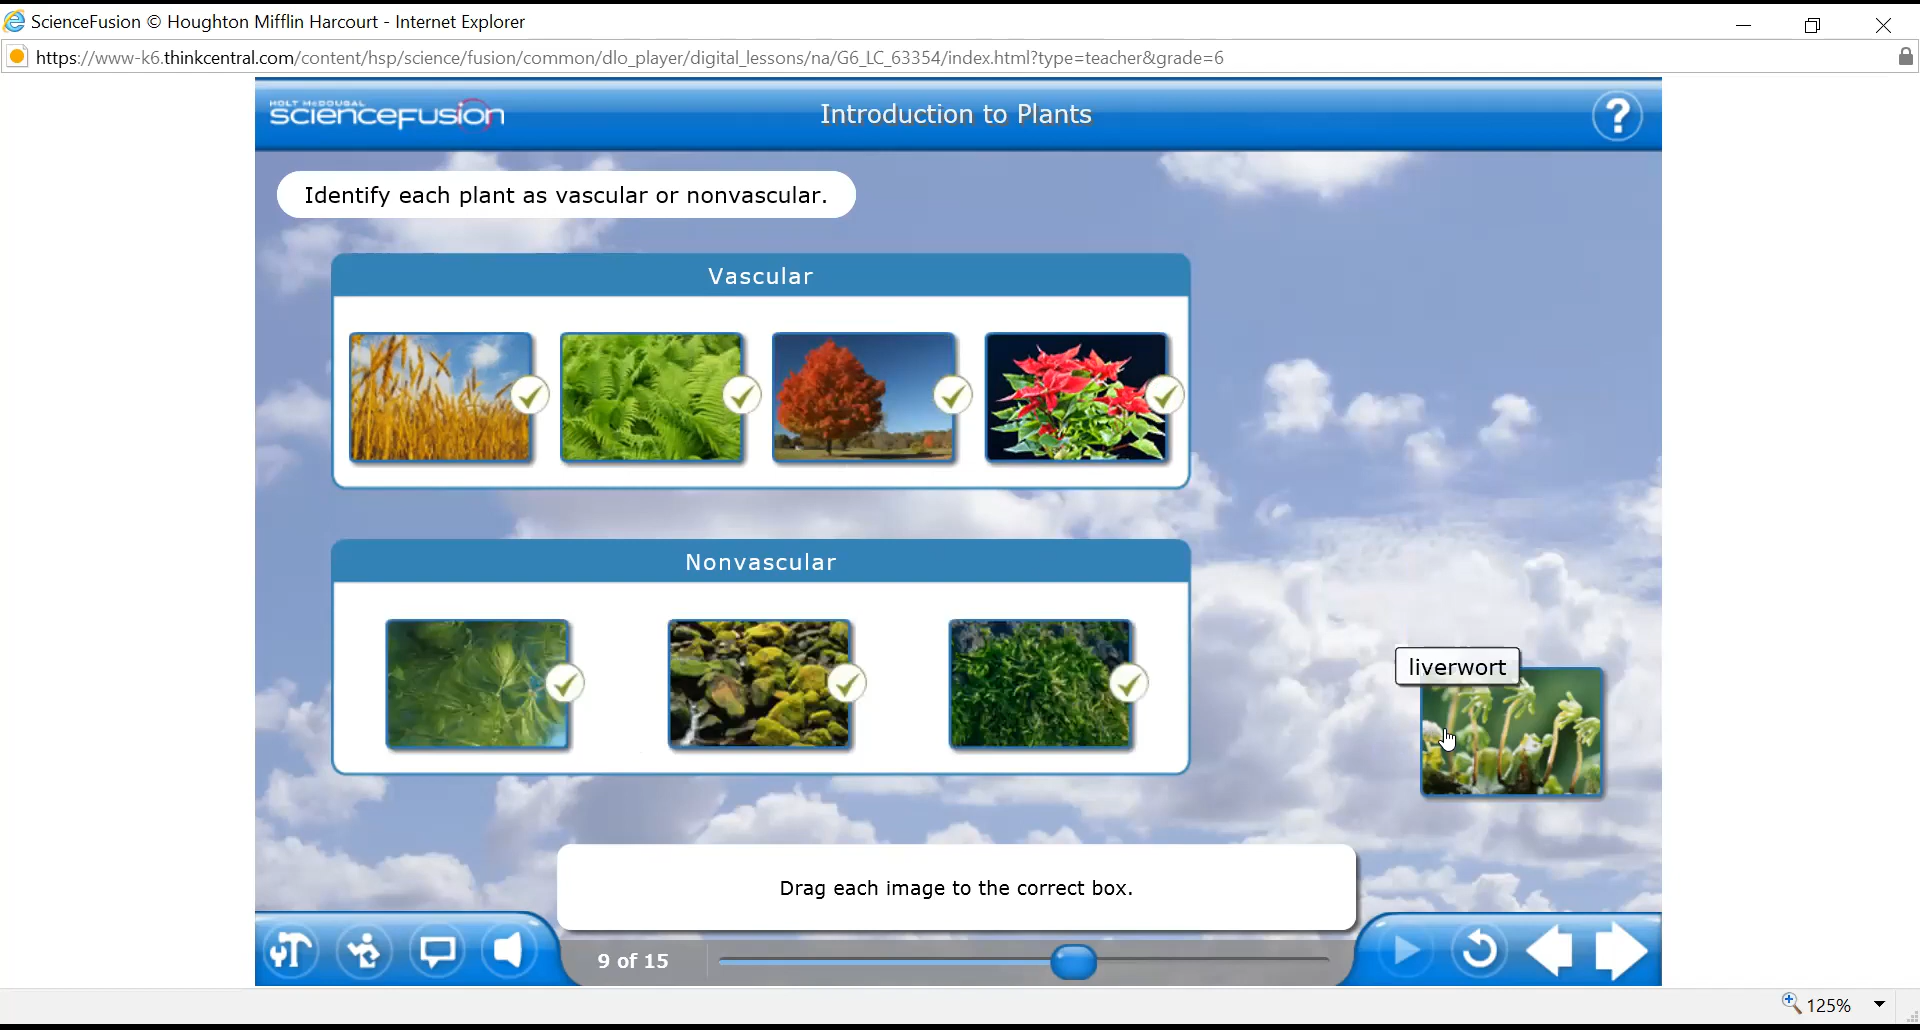 ScienceFusion © Houghton Mifflin Harcourt - Internet Explorer
https://www-k6.thinkcentral.com/content/hsp/science/fusion/common/dlo_player/digital_lessons/na/G6_LC_63354/index.html?type=teacher&grade=6
HOLT McDOUGAL
scienceFusion
Introduction to Plants
?
Identify each plant as vascular or nonvascular.
Vascular
Nonvascular
liverwort
Drag each image to the correct box.
9 of 15
125%